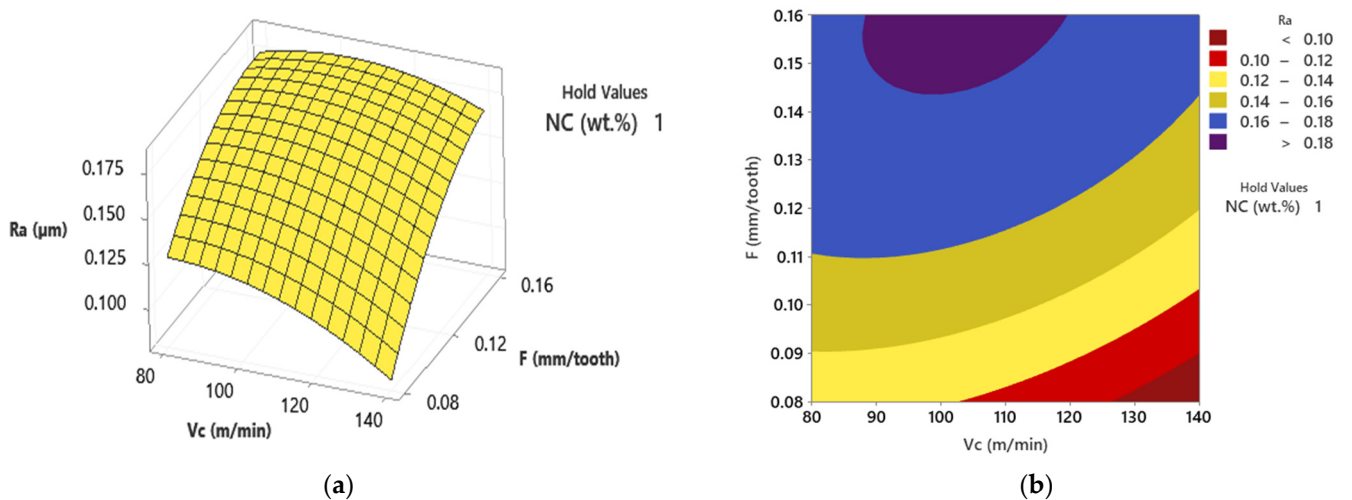 Hold Values
NC (wt.%) 1
0.175
0.150
Ra (µm)
0.125
0.100
80
100
120
140
Vc (m/min)
0.16
0.12
0.08
F (mm/tooth)
(a)
0.16
0.15
0.14
0.13
0.12
0.11
0.10
0.09
0.08
F (mm/tooth)
80 90 100 110 120 130 140
Vc (m/min)
Ra
< 0.10
0.10 – 0.12
0.12 – 0.14
0.14 – 0.16
0.16 – 0.18
> 0.18
Hold Values
NC (wt.%) 1
(b)